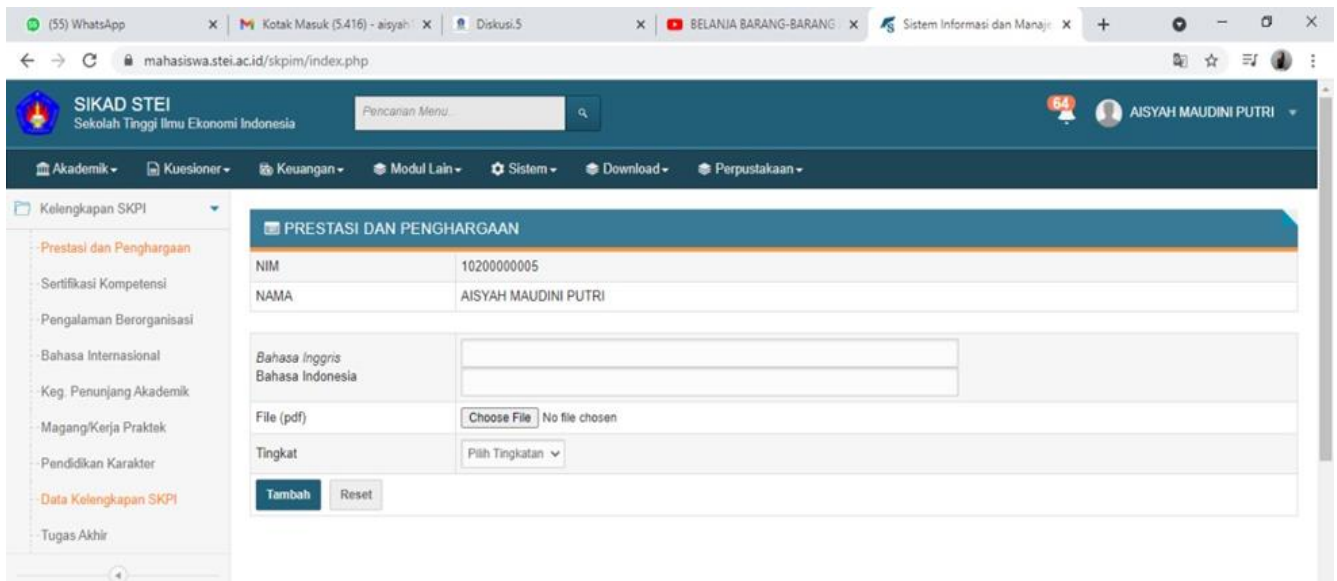 (55) WhatsApp
Kotak Masuk (5.416) - aisyah
Diskusi.5
BELANJA BARANG-BARANG
Sistem Informasi dan Manaje
mahasiswa.stei.ac.id/skpim/index.php
SIKAD STEI
Sekolah Tinggi Ilmu Ekonomi Indonesia
Pencarian Menu.
64
AISYAH MAUDINI PUTRI
Akademik
Kuesioner
Keuangan
Modul Lain
Sistem
Download
Perpustakaan
Kelengkapan SKPI
Prestasi dan Penghargaan
Sertifikasi Kompetensi
Pengalaman Berorganisasi
Bahasa Internasional
Keg. Penunjang Akademik
Magang/Kerja Praktek
Pendidikan Karakter
Data Kelengkapan SKPI
Tugas Akhir
PRESTASI DAN PENGHARGAAN
NIM 10200000005
NAMA AISYAH MAUDINI PUTRI
Bahasa Inggris
Bahasa Indonesia
File (pdf) Choose File No file chosen
Tingkat Pilih Tingkatan
Tambah Reset